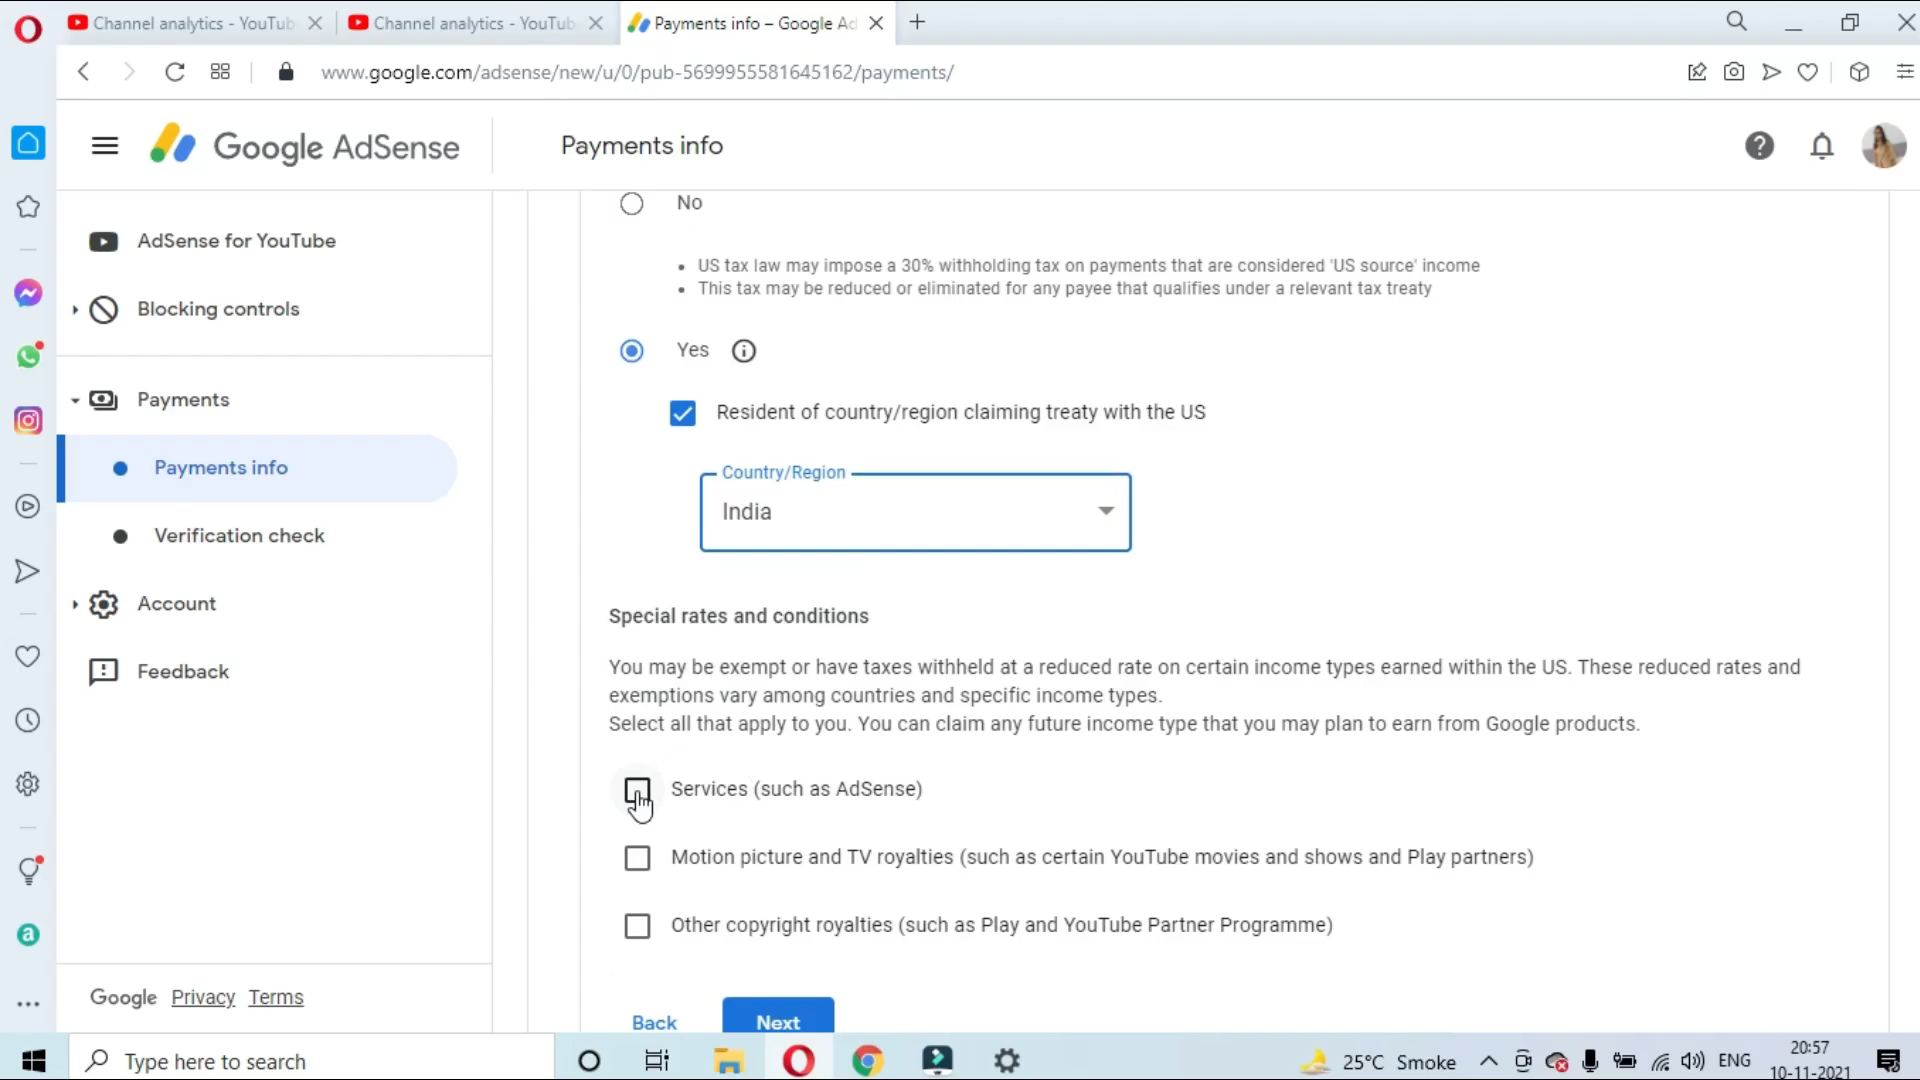 Channel analytics - YouTub
Channel analytics - YouTub
Payments info – Google Ad
www.google.com/adsense/new/u/0/pub-5699955581645162/payments/
Google AdSense
Payments info
AdSense for YouTube
Blocking controls
Payments
Payments info
Verification check
Account
Feedback
Google Privacy Terms
No
• US tax law may impose a 30% withholding tax on payments that are considered 'US source' income
• This tax may be reduced or eliminated for any payee that qualifies under a relevant tax treaty
Yes
Resident of country/region claiming treaty with the US
Country/Region
India
Special rates and conditions
You may be exempt or have taxes withheld at a reduced rate on certain income types earned within the US. These reduced rates and
exemptions vary among countries and specific income types.
Select all that apply to you. You can claim any future income type that you may plan to earn from Google products.
Services (such as AdSense)
Motion picture and TV royalties (such as certain YouTube movies and shows and Play partners)
Other copyright royalties (such as Play and YouTube Partner Programme)
Back Next
Type here to search
25°C Smoke
ENG
20:57
10-11-2021